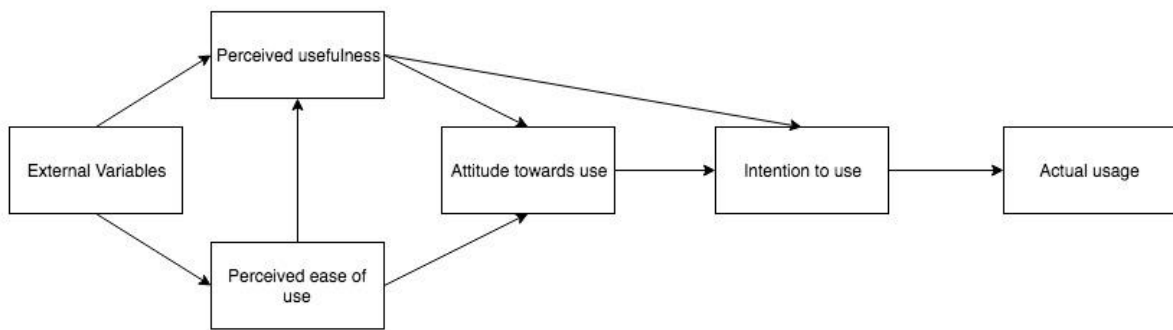 Perceived usefulness
External Variables
Attitude towards use
Intention to use
Actual usage
Perceived ease of
use